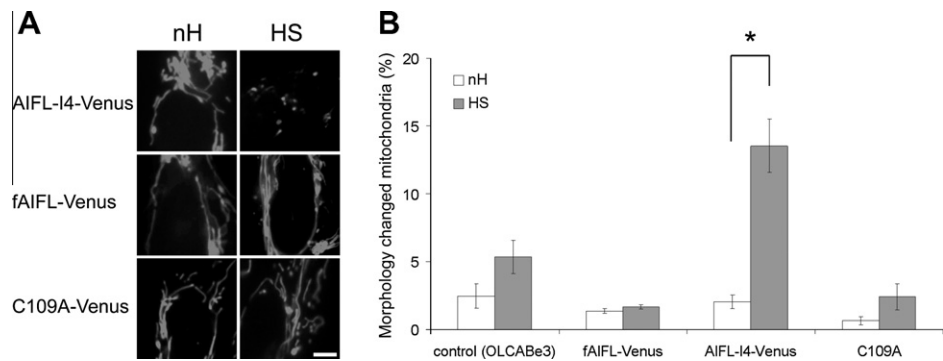 A
nH HS
AIFL-I4-Venus
fAIFL-Venus
C109A-Venus
B
Morphology changed mitochondria (%)
20
15
10
5
0
nH
HS
*
control (OLCABe3) fAIFL-Venus AIFL-I4-Venus C109A